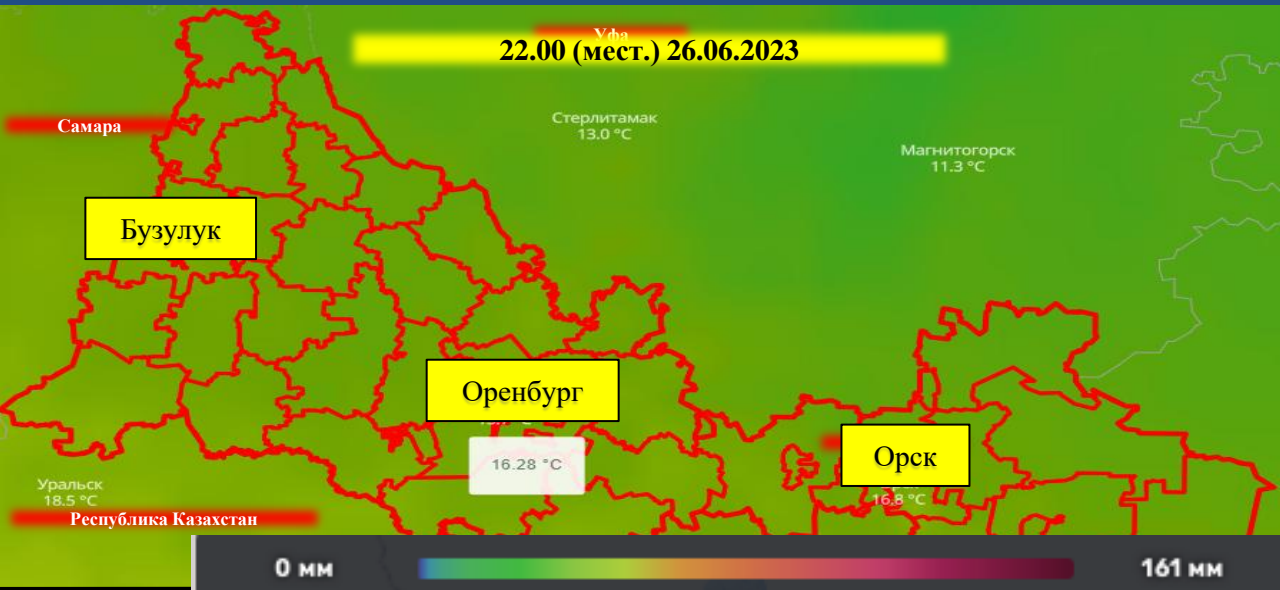 Уфа
22.00 (мест.) 26.06.2023
Стерлитамак
13.0 °C
Самара
Магнитогорск
11.3 °C
Бузулук
Оренбург
16.28 °C
Орск
16.8 °C
Уральск
18.5 °C
Республика Казахстан
0 мм
161 мм